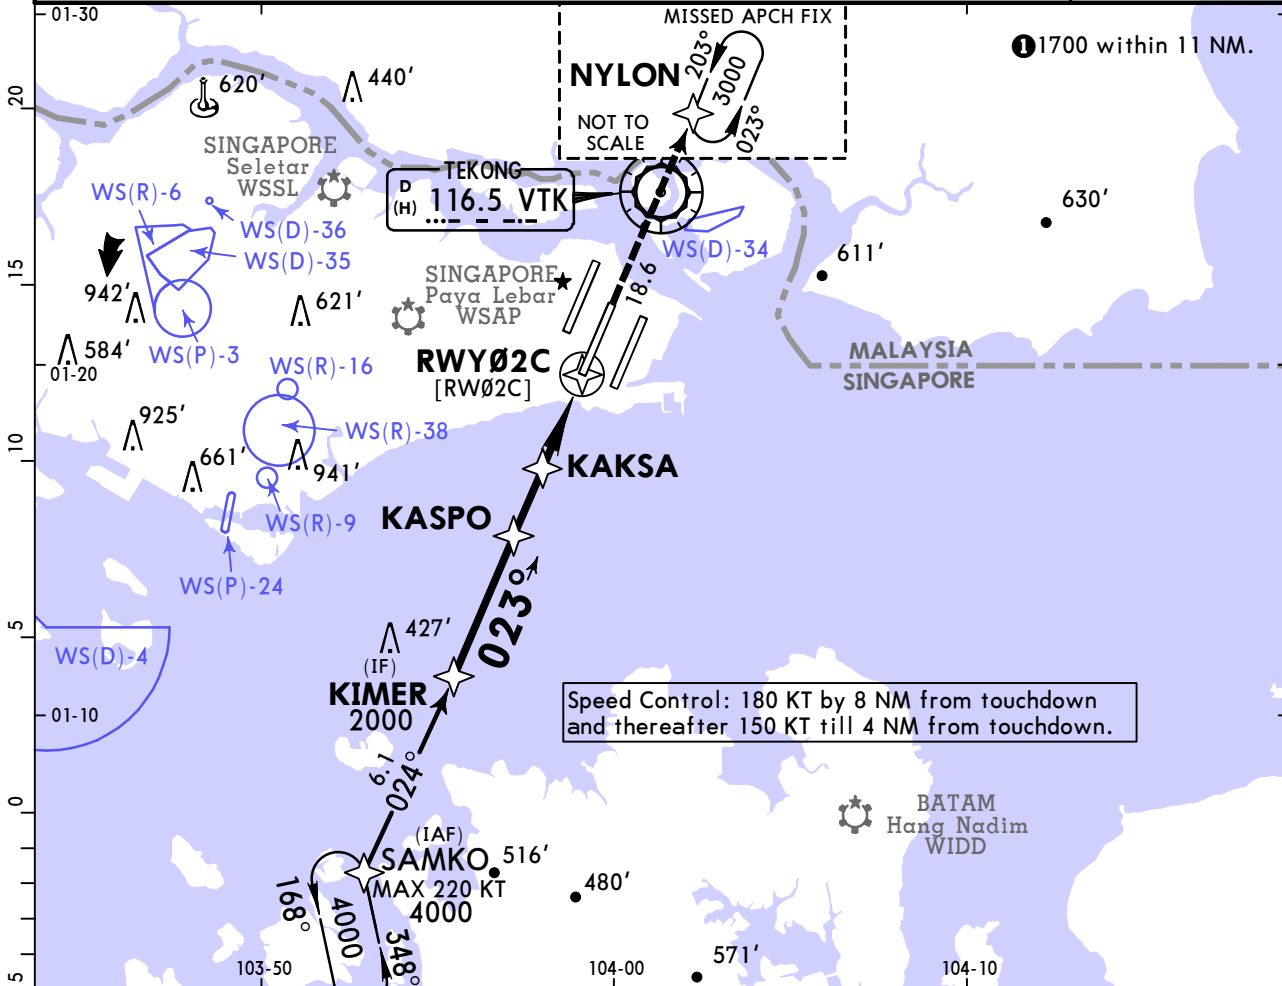 01-30
MISSED APCH FIX
1 1700 within 11 NM.
203°
3000
023°
NYLON
NOT TO
SCALE
620'
440'
20
SINGAPORE
Seletar
WSSL
TEKONG
D
(H)
116.5 VTK
WS(R)-6
WS(D)-36
WS(D)-35
WS(D)-34
630'
611'
15
942'
621'
SINGAPORE
Paya Lebar
WSAP
18.6
584'
WS(P)-3
01-20
WS(R)-16
RWYØ2C
[RWØ2C]
MALAYSIA
SINGAPORE
925'
WS(R)-38
10
661'
941'
KAKSA
WS(R)-9
KASPO
WS(P)-24
023°
5
427'
WS(D)-4
(IF)
KIMER
2000
01-10
Speed Control: 180 KT by 8 NM from touchdown
and thereafter 150 KT till 4 NM from touchdown.
6.1
024°
0
BATAM
Hang Nadim
WIDD
(IAF)
SAMKO
MAX 220 KT
4000
516'
480'
168°
4000
348°
571'
5
103-50
104-00
104-10